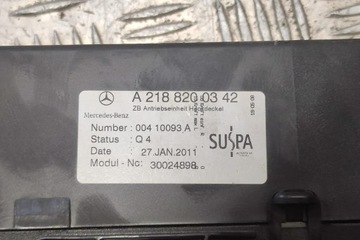 A 218 820 03 42
ZB Antriebseinheit Heckdeckel
Mercedes-Benz
Number : 004 10093 A
Status : Q 4
Date : 27.JAN.2011
Modul - No: 30024898
SUSPA